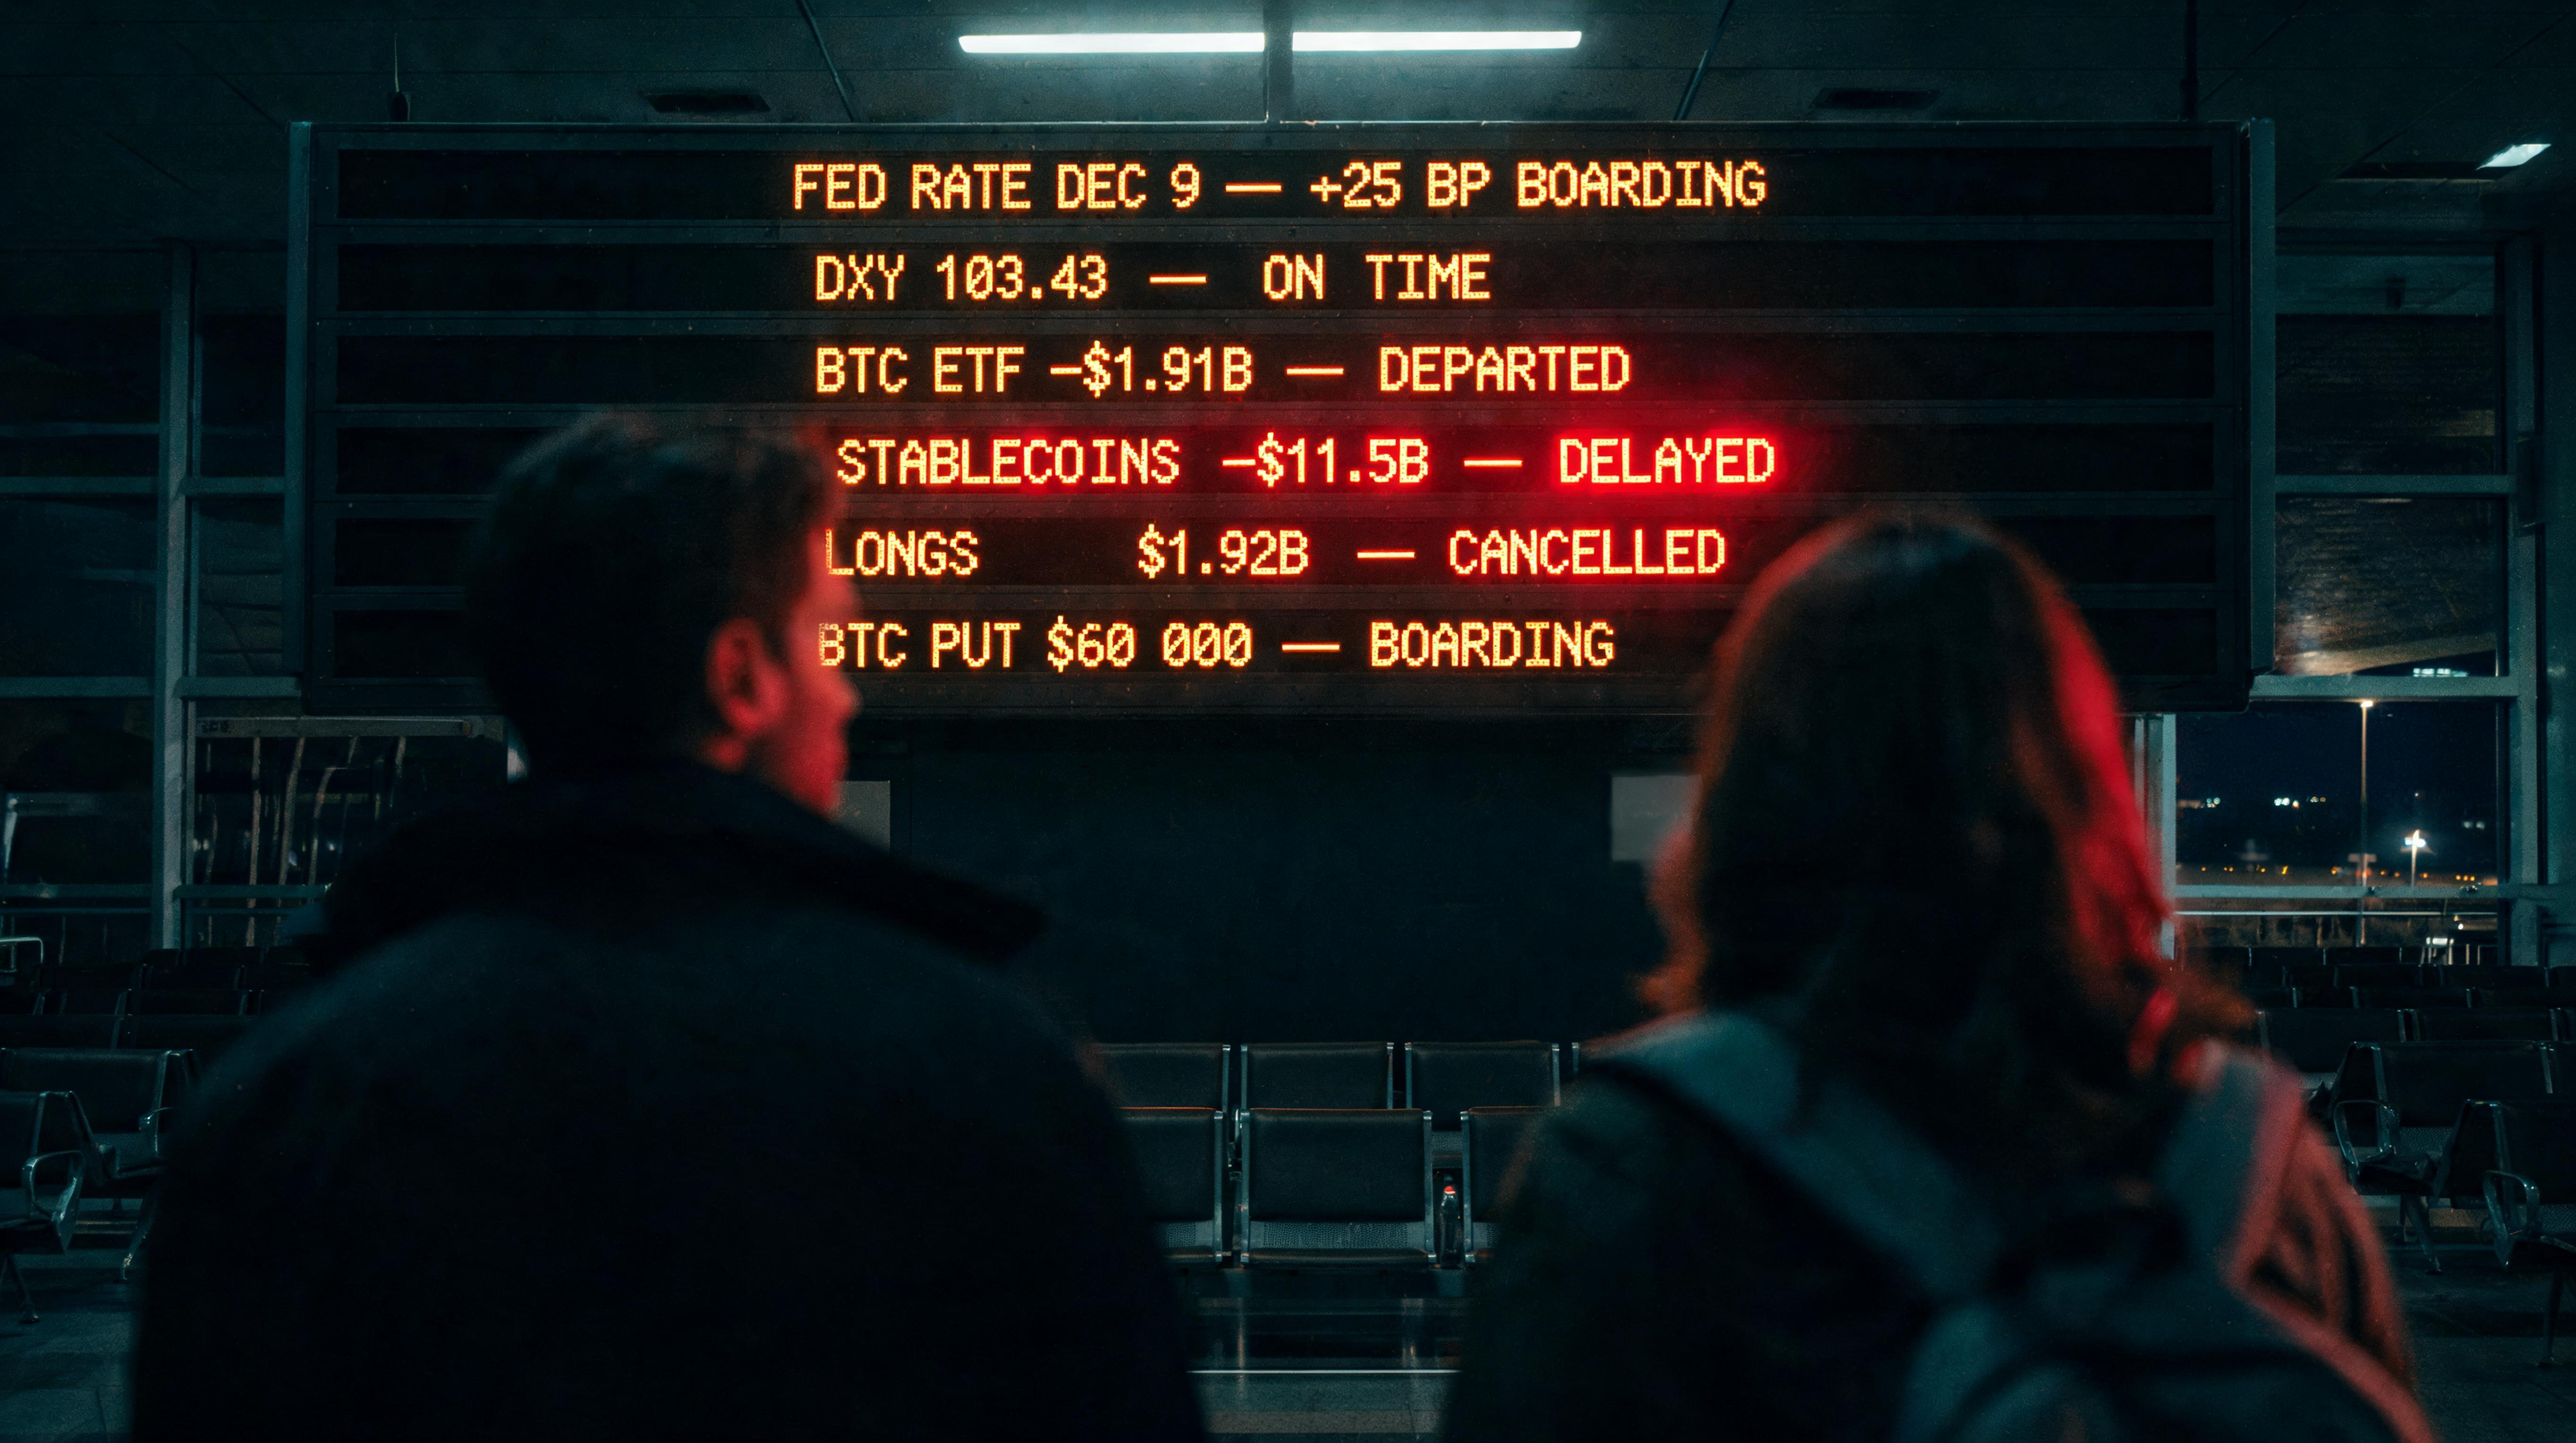 FED RATE DEC 9 — +25 BP BOARDING
DXY 103.43 — ON TIME
BTC ETF —$1.91B — DEPARTED
STABLECOINS —$11.5B — DELAYED
LONGS $1.92B — CANCELLED
BTC PUT $60 000 — BOARDING